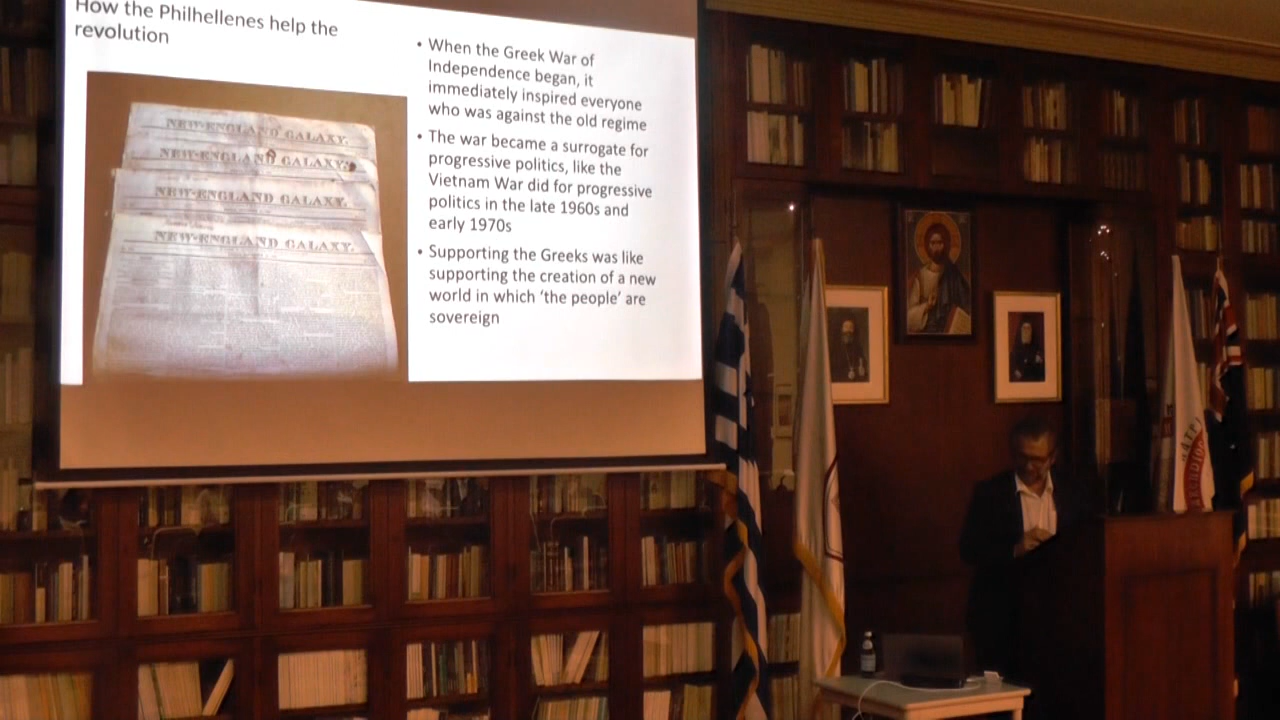 How the Philhellenes help the
revolution
NEW-ENGLAND GALAXY.
NEW-ENGLAND GALAXY.
NEW-ENGLAND GALAXY.
NEW-ENGLAND GALAXY.
• When the Greek War of
Independence began, it
immediately inspired everyone
who was against the old regime
• The war became a surrogate for
progressive politics, like the
Vietnam War did for progressive
politics in the late 1960s and
early 1970s
• Supporting the Greeks was like
supporting the creation of a new
world in which ‘the people’ are
sovereign